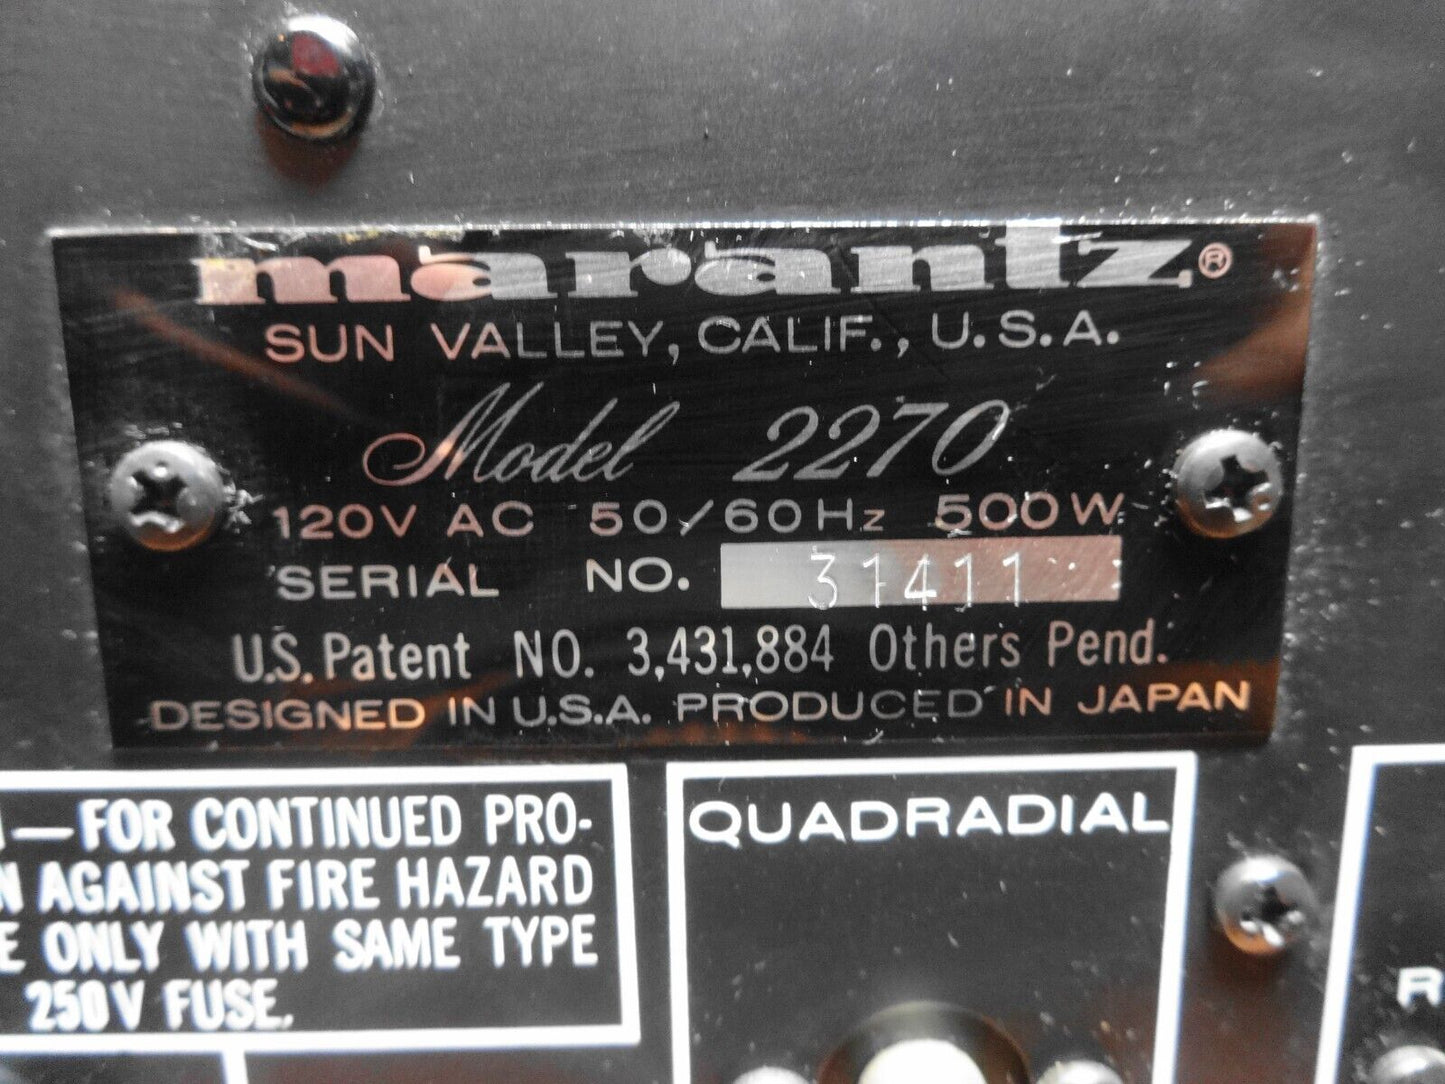 marantz®
SUN VALLEY, CALIF., U.S.A.
Model 2270
120V AC 50/60Hz 500W
SERIAL NO. 31411
U.S. Patent NO. 3,431,884 Others Pend.
DESIGNED IN U.S.A. PRODUCED IN JAPAN
—FOR CONTINUED PRO-
AGAINST FIRE HAZARD
ONLY WITH SAME TYPE
250V FUSE.
QUADRADIAL
R